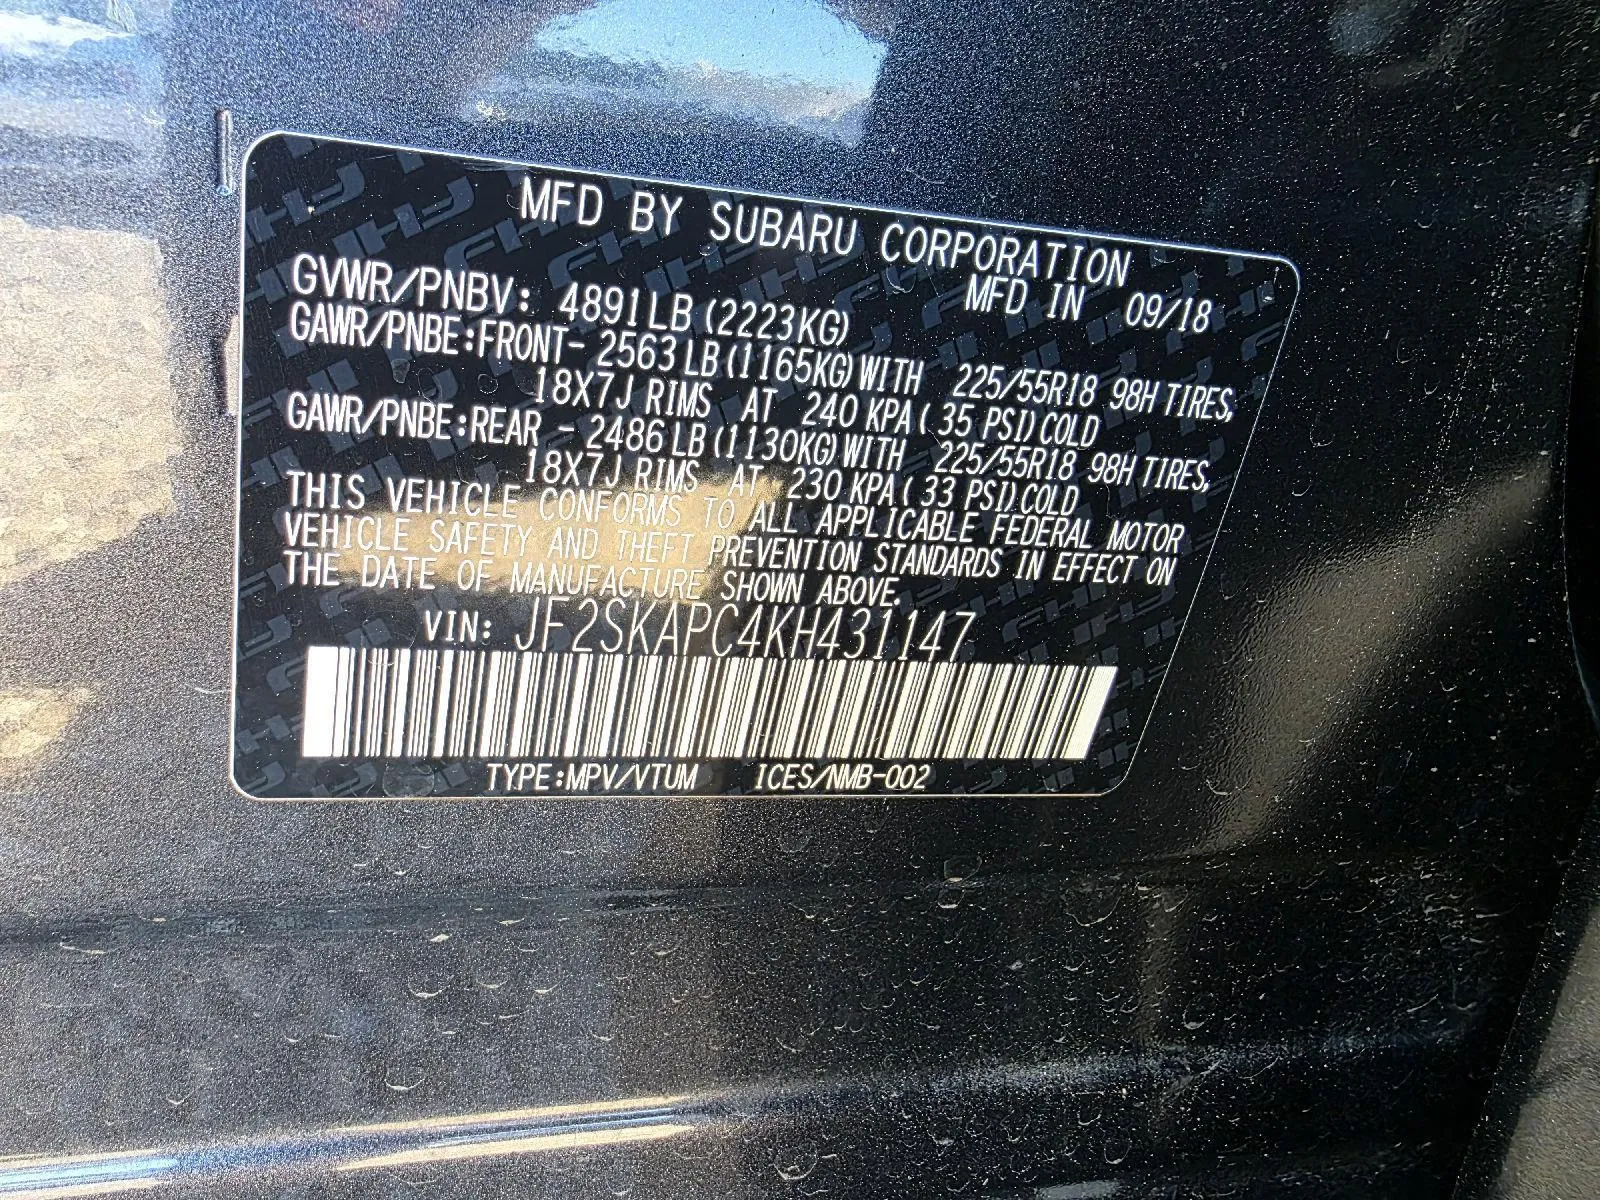 MFD BY SUBARU CORPORATION
MFD IN 09/18
GVWR/PNBV: 4891LB (2223KG)
GAWR/PNBE:FRONT- 2563LB(1165KG)WITH 225/55R18 98H TIRES,
18X7J RIMS AT 240 KPA( 35 PSI)COLD
GAWR/PNBE:REAR - 2486LB(1130KG)WITH 225/55R18 98H TIRES,
18X7J RIMS AT 230 KPA( 33 PSI)COLD
THIS VEHICLE CONFORMS TO ALL APPLICABLE FEDERAL MOTOR
VEHICLE SAFETY AND THEFT PREVENTION STANDARDS IN EFFECT ON
THE DATE OF MANUFACTURE SHOWN ABOVE.
VIN: JF2SKAPC4KH431147
TYPE:MPV/VTUM ICES/NMB-002